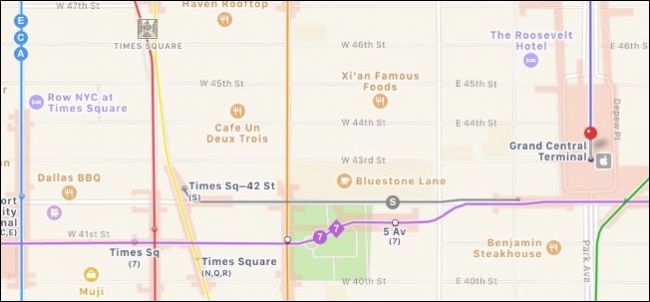 W 47th St
Haven Rooftop
E
C
A
TIMES SQUARE
The Roosevelt
Hotel
W 46th St
E 46th St
Row NYC at
Times Square
W 45th St
Xi'an Famous
Foods
E 45th St
Depew Pl
Cafe Un
Deux Trois
W 44th St
E 44th St
Grand Central
Terminal
W 43rd St
Dallas BBQ
Times Sq–42 St
(S)
Bluestone Lane
S
ort
ity
nal
C,E)
W 41st St
7
7
5 Av
(7)
Times Sq
(7)
Times Square
(N,Q,R)
Benjamin
Steakhouse
Park Ave
Muji
W 40th St
E 40th St